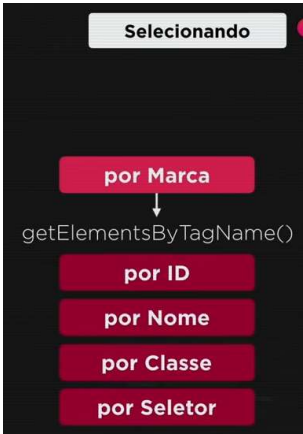 Selecionando
por Marca
getElementsByTagName()
por ID
por Nome
por Classe
por Seletor